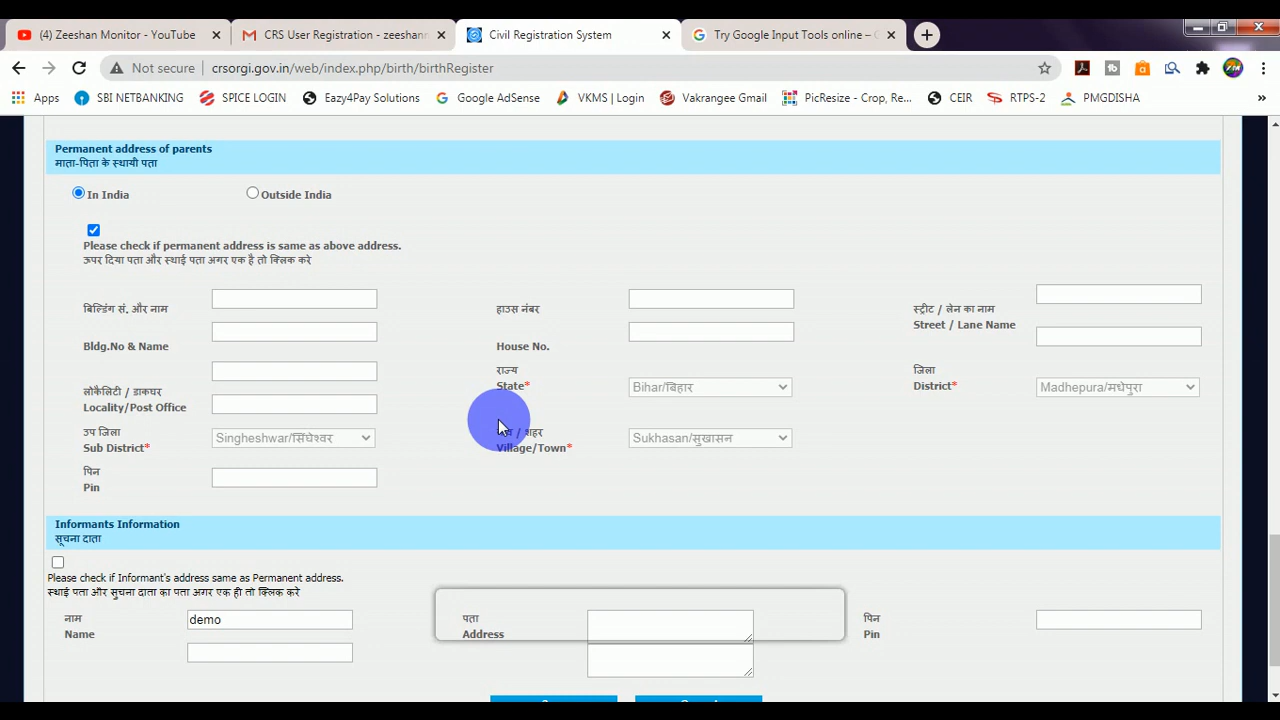 (4) Zeeshan Monitor - YouTube
CRS User Registration - zeeshanr
Civil Registration System
Try Google Input Tools online – G
Not secure
crsorgi.gov.in/web/index.php/birth/birthRegister
Apps
SBI NETBANKING
SPICE LOGIN
Eazy4Pay Solutions
Google AdSense
VKMS | Login
Vakrangee Gmail
PicResize - Crop, Re...
CEIR
RTPS-2
PMGDISHA
»
Permanent address of parents
माता-पिता के स्थायी पता
In India
Outside India
Please check if permanent address is same as above address.
ऊपर दिया पता और स्थाई पता अगर एक है तो क्लिक करे
बिल्डिंग सं. और नाम
हाउस नंबर
स्ट्रीट / लेन का नाम
Street / Lane Name
Bldg.No & Name
House No.
लोकैलिटी / डाकघर
Locality/Post Office
राज्य
State*
Bihar/बिहार
जिला
District*
Madhepura/मधेपुरा
उप जिला
Sub District*
Singheshwar/सिंघेश्वर
/ शहर
Village/Town*
Sukhasan/सुखासन
पिन
Pin
Informants Information
सूचना दाता
Please check if Informant's address same as Permanent address.
स्थाई पता और सुचना दाता का पता अगर एक ही तो क्लिक करे
नाम
Name
demo
पता
Address
पिन
Pin